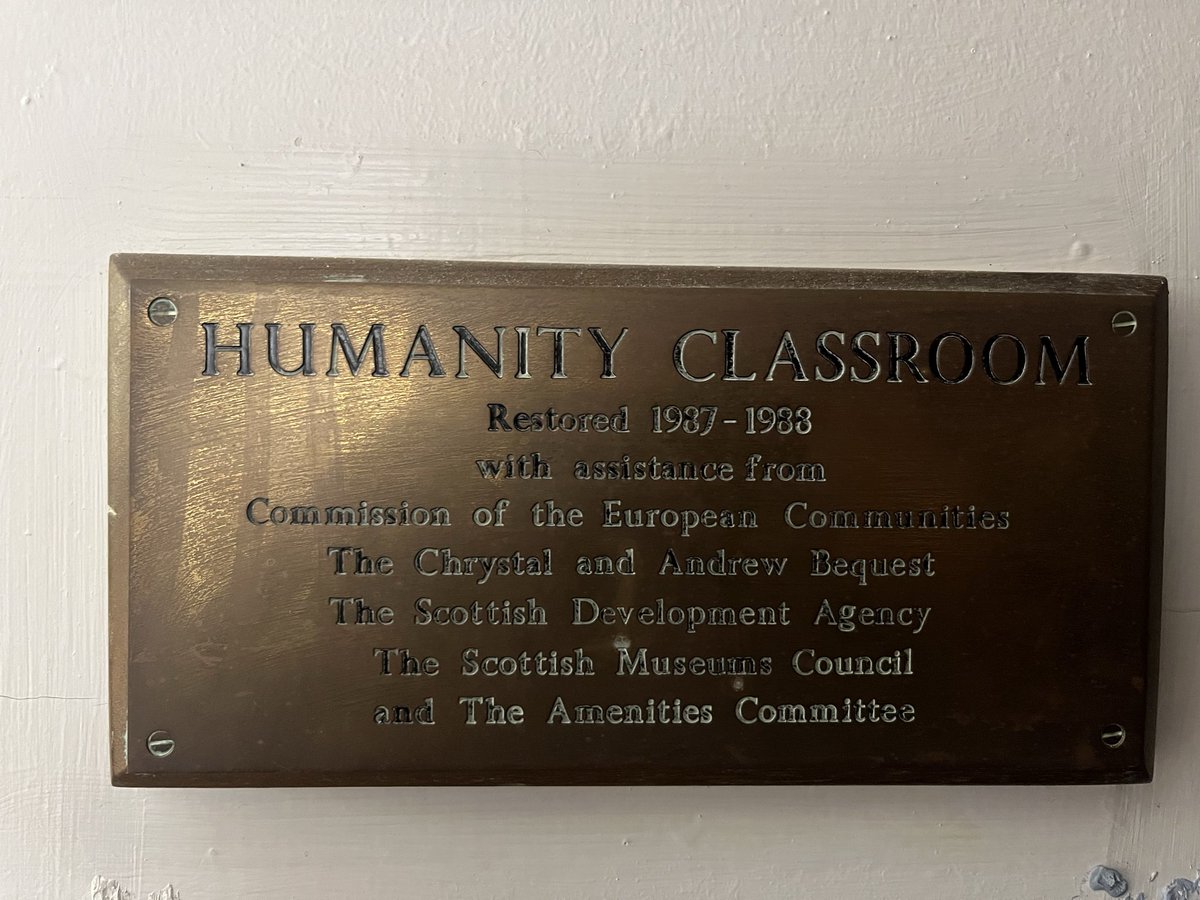 HUMANITY CLASSROOM
Restored 1987-1988
with assistance from
Commission of the European Communities
The Chrystal and Andrew Bequest
The Scottish Development Agency
The Scottish Museums Council
and The Amenities Committee